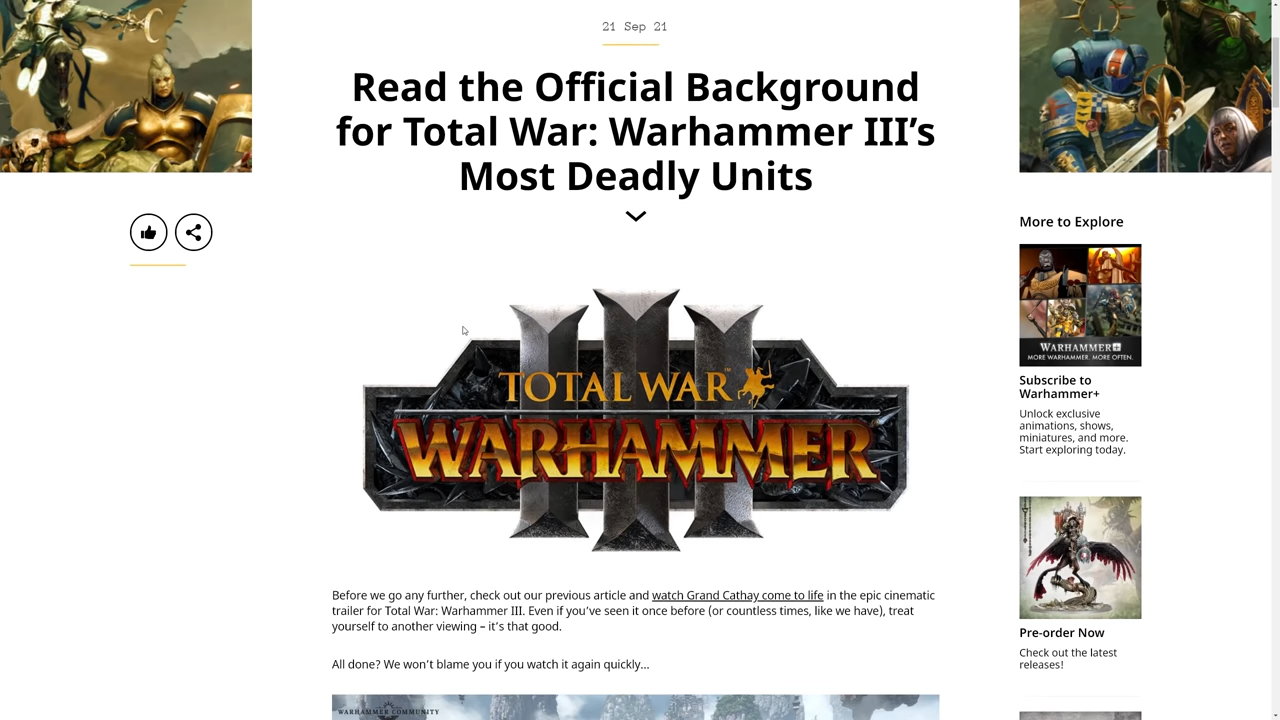 21 Sep 21
Read the Official Background
for Total War: Warhammer III’s
Most Deadly Units
TOTAL WAR™
WARHAMMER
III
Before we go any further, check out our previous article and watch Grand Cathay come to life in the epic cinematic
trailer for Total War: Warhammer III. Even if you’ve seen it once before (or countless times, like we have), treat
yourself to another viewing – it’s that good.
All done? We won’t blame you if you watch it again quickly…
WARHAMMER COMMUNITY
More to Explore
WARHAMMER+
MORE WARHAMMER. MORE OFTEN.
Subscribe to
Warhammer+
Unlock exclusive
animations, shows,
miniatures, and more.
Start exploring today.
Pre-order Now
Check out the latest
releases!